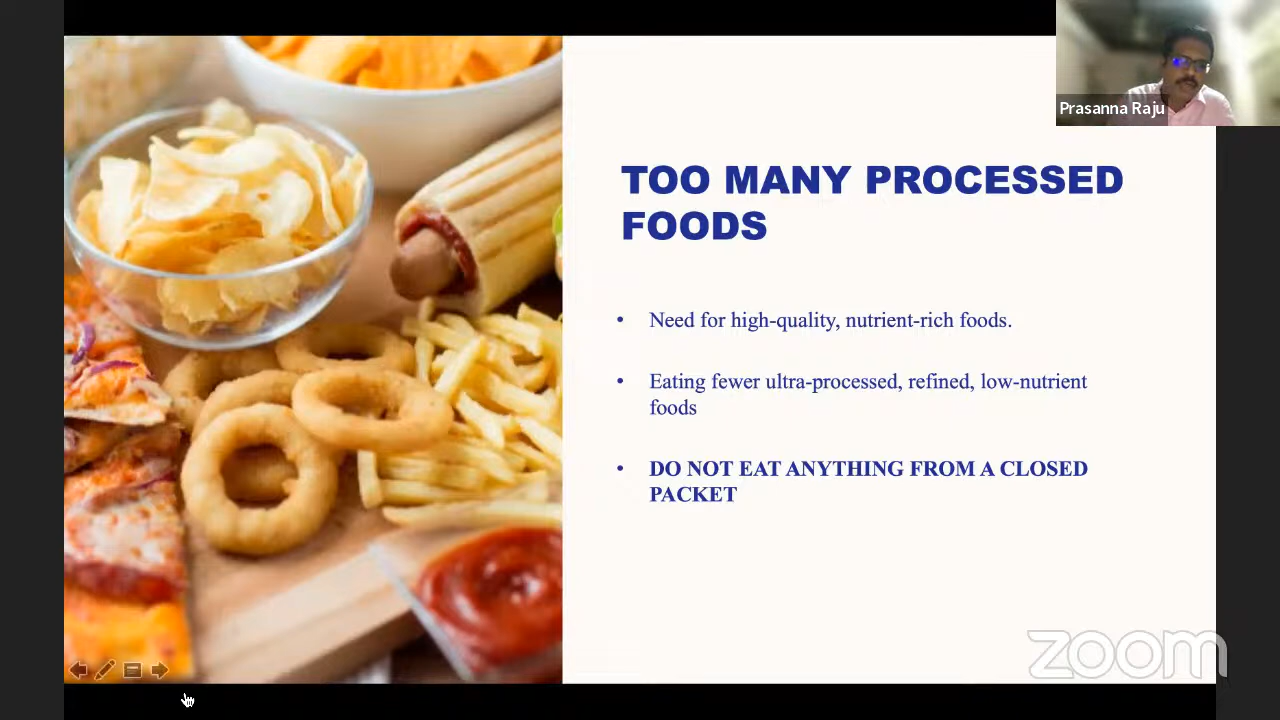 Prasanna Raju
TOO MANY PROCESSED
FOODS
• Need for high-quality, nutrient-rich foods.
• Eating fewer ultra-processed, refined, low-nutrient
foods
• DO NOT EAT ANYTHING FROM A CLOSED
PACKET
zoom